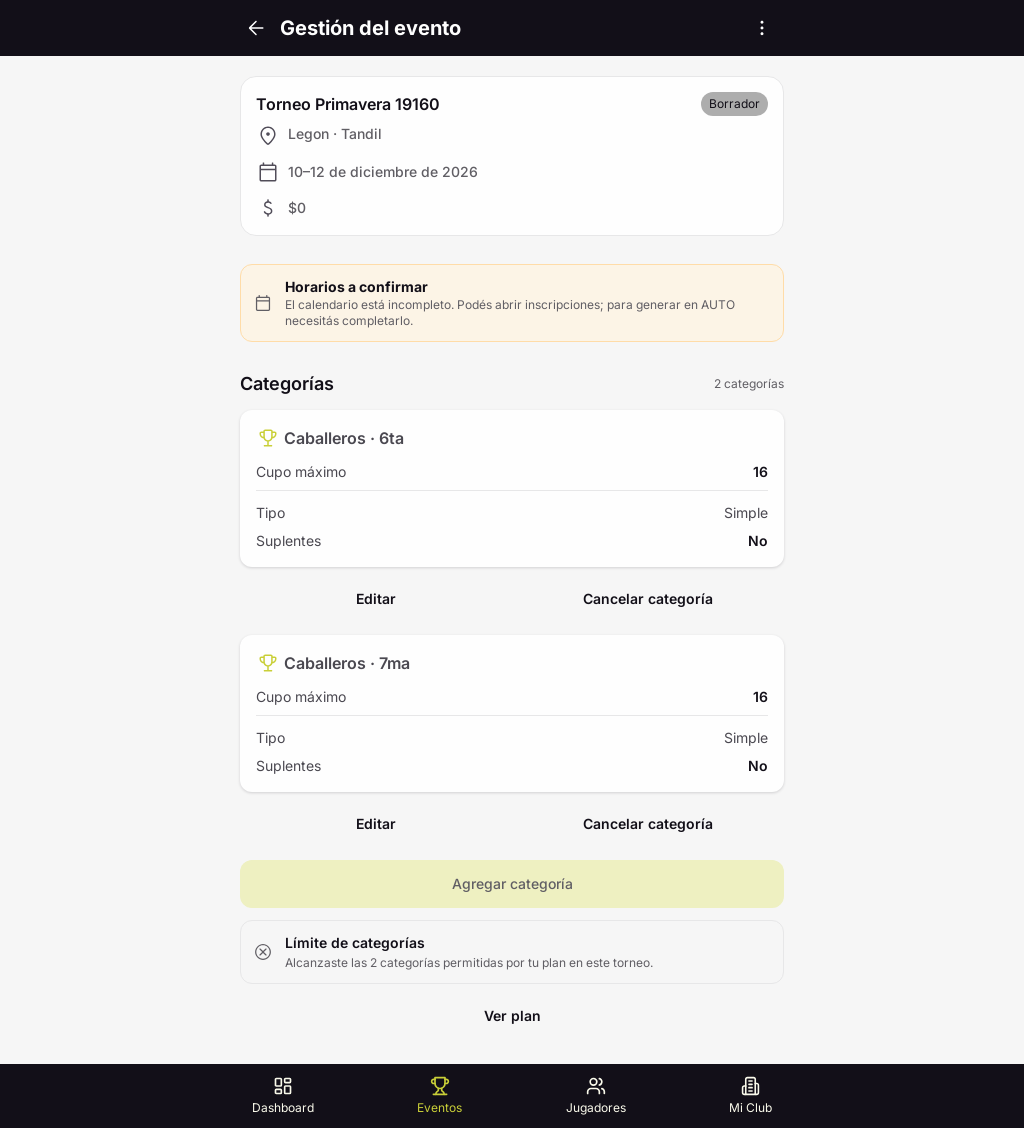 Gestión del evento
Torneo Primavera 19160
Borrador
Legon · Tandil
10–12 de diciembre de 2026
$0
Horarios a confirmar
El calendario está incompleto. Podés abrir inscripciones; para generar en AUTO
necesitás completarlo.
Categorías
2 categorías
Caballeros · 6ta
Cupo máximo 16
Tipo Simple
Suplentes No
Editar Cancelar categoría
Caballeros · 7ma
Cupo máximo 16
Tipo Simple
Suplentes No
Editar Cancelar categoría
Agregar categoría
Límite de categorías
Alcanzaste las 2 categorías permitidas por tu plan en este torneo.
Ver plan
Dashboard Eventos Jugadores Mi Club